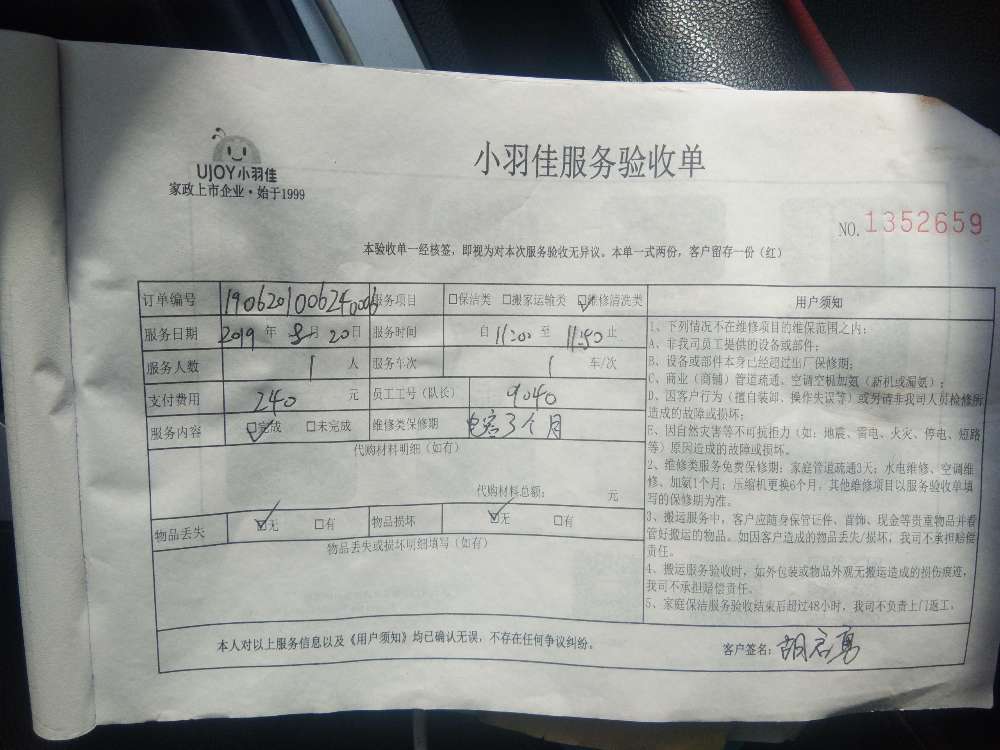 UJOY小羽佳
家政上市企业·始于1999
小羽佳服务验收单
NO.1352659
本验收单一经核签，即视为对本次服务验收无异议。本单一式两份，客户留存一份（红）
订单编号 1906201006240006 服务项目 □保洁类 □搬家运输类 ☑维修清洗类
服务日期 2019 年 8 月 20 日 服务时间 自 11:00 至 11:50 止
服务人数 1 人 服务车次 1 车/次
支付费用 240 元 员工工号（队长） 9040
服务内容 ☑完成 □未完成 维修类保修期 电容3个月
代购材料明细（如有）
代购材料总额： 元
物品丢失 ☑无 □有 物品损坏 ☑无 □有
物品丢失或损坏明细填写（如有）
用户须知
1、下列情况不在维修项目的维保范围之内：
A、非我司员工提供的设备或部件；
B、设备或部件本身已经超过出厂保修期；
C、商业（商铺）管道疏通、空调空机加氨（新机或漏氨）；
D、因客户行为（擅自装卸、操作失误等）或另请非我司人员检修所
造成的故障或损坏；
E、因自然灾害等不可抗拒力（如：地震、雷电、火灾、停电、短路
等）原因造成的故障或损坏。
2、维修类服务免费保修期：家庭管道疏通3天；水电维修、空调维
修、加氨1个月；压缩机更换6个月。其他维修项目以服务验收单填
写的保修期为准。
3、搬运服务中，客户应随身保管证件、首饰、现金等贵重物品并看
管好搬运的物品。如因客户造成的物品丢失/损坏，我司不承担赔偿
责任。
4、搬运服务验收时，如外包装或物品外观无搬运造成的损伤痕迹，
我司不承担赔偿责任。
5、家庭保洁服务验收结束后超过48小时，我司不负责上门返工。
本人对以上服务信息以及《用户须知》均已确认无误，不存在任何争议纠纷。
客户签名：胡启勇